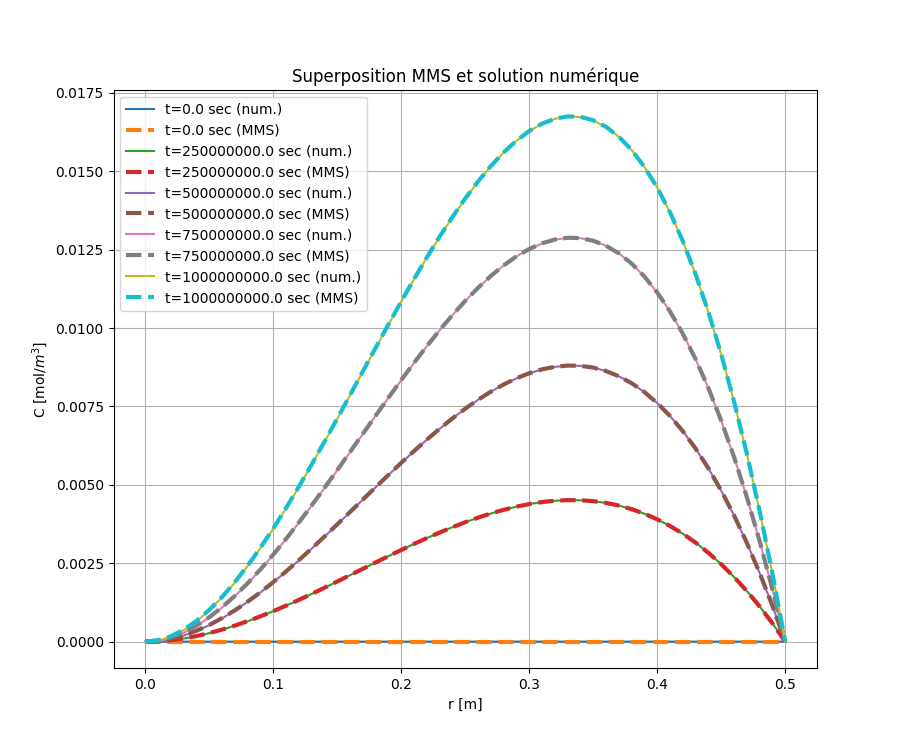 Superposition MMS et solution numérique
C [mol/m³]
0.0175
0.0150
0.0125
0.0100
0.0075
0.0050
0.0025
0.0000
t=0.0 sec (num.)
t=0.0 sec (MMS)
t=250000000.0 sec (num.)
t=250000000.0 sec (MMS)
t=500000000.0 sec (num.)
t=500000000.0 sec (MMS)
t=750000000.0 sec (num.)
t=750000000.0 sec (MMS)
t=1000000000.0 sec (num.)
t=1000000000.0 sec (MMS)
0.0 0.1 0.2 0.3 0.4 0.5
r [m]